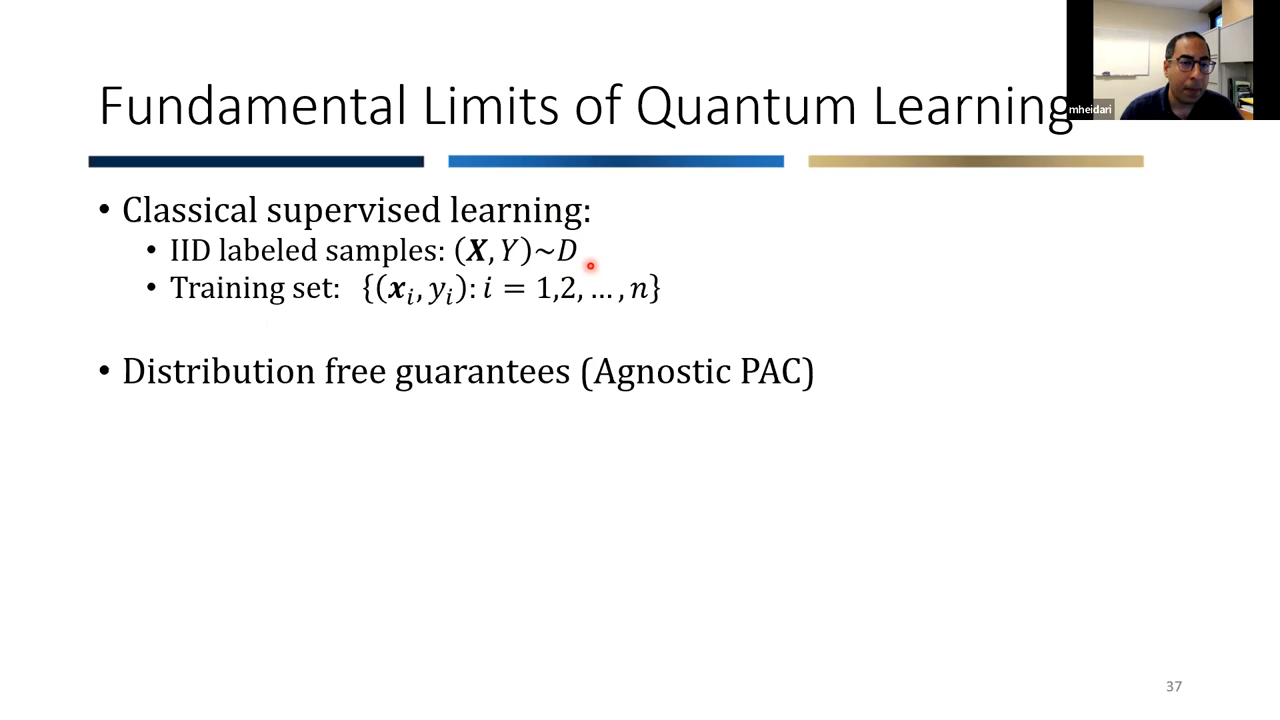 Fundamental Limits of Quantum Learning
mheidari
• Classical supervised learning:
• IID labeled samples: (X, Y)~D
• Training set: {(xᵢ, yᵢ): i = 1,2, … , n}
• Distribution free guarantees (Agnostic PAC)
37